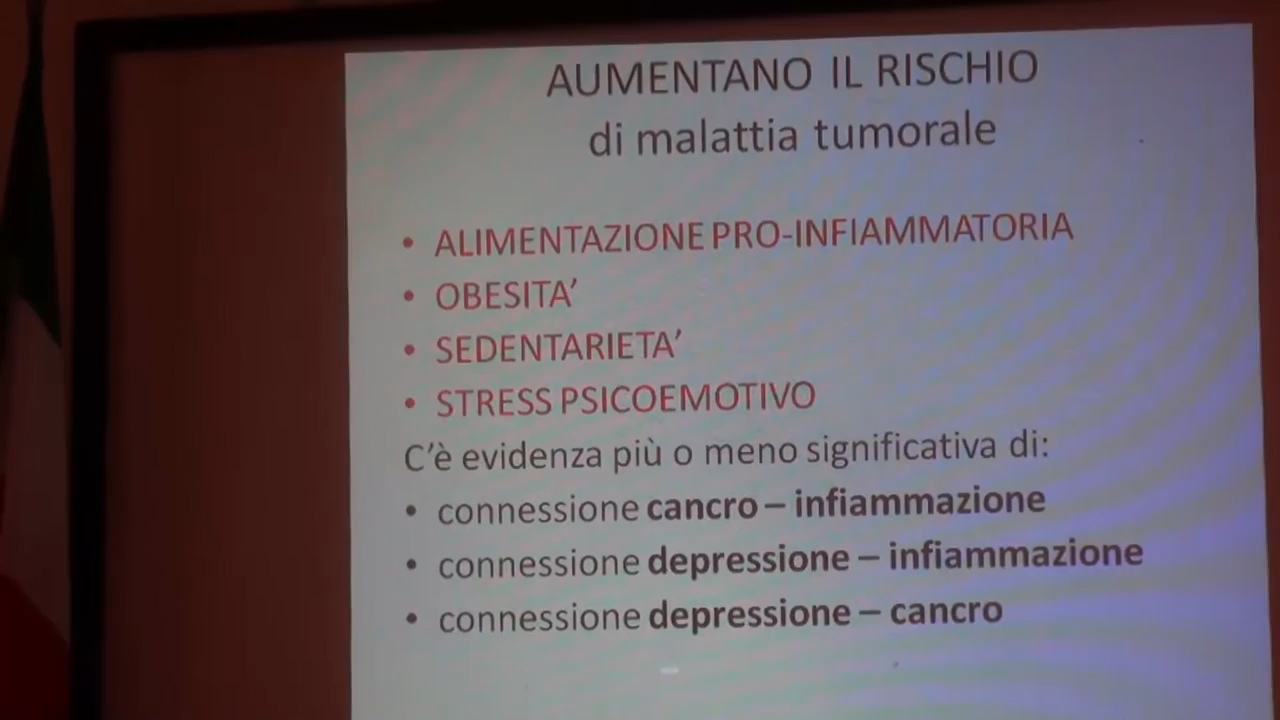 AUMENTANO IL RISCHIO
di malattia tumorale
• ALIMENTAZIONE PRO-INFIAMMATORIA
• OBESITA’
• SEDENTARIETA’
• STRESS PSICOEMOTIVO
C’è evidenza più o meno significativa di:
• connessione cancro – infiammazione
• connessione depressione – infiammazione
• connessione depressione – cancro